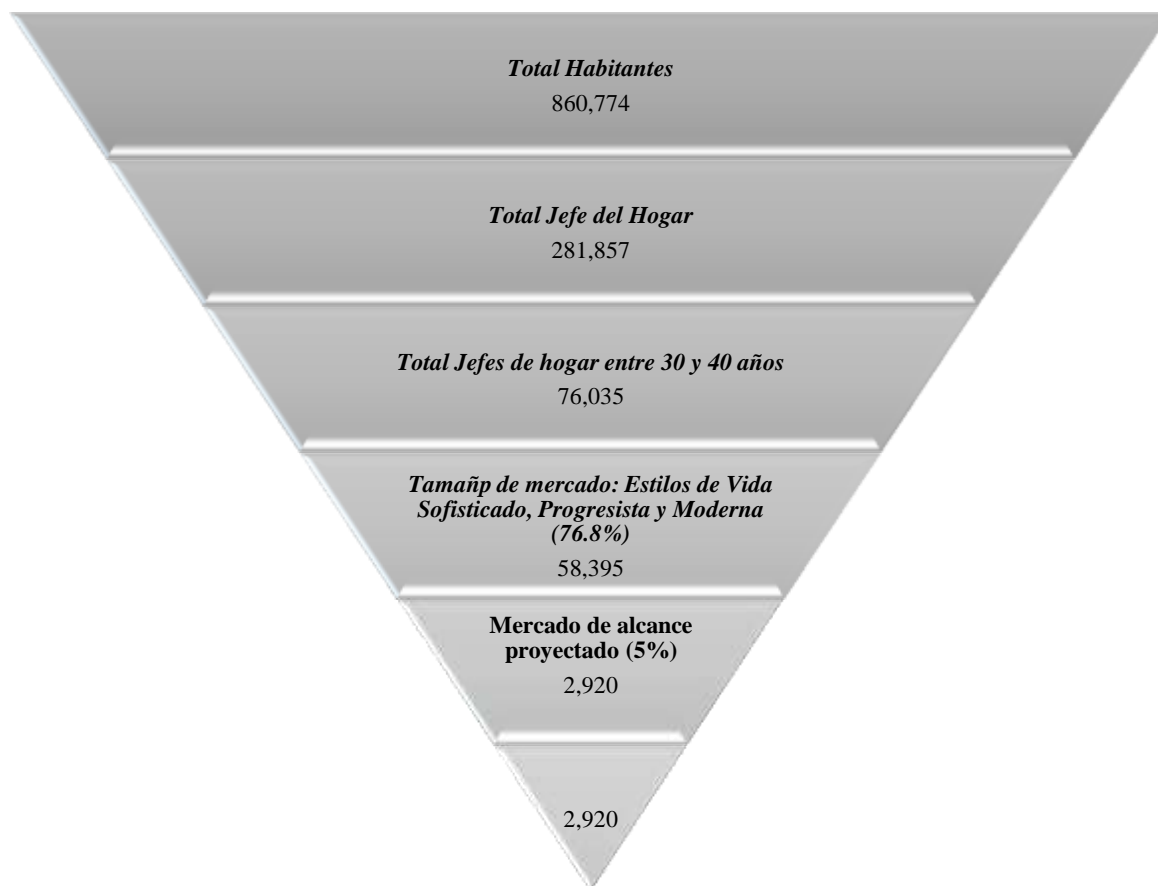 Total Habitantes
860,774
Total Jefe del Hogar
281,857
Total Jefes de hogar entre 30 y 40 años
76,035
Tamañp de mercado: Estilos de Vida
Sofisticado, Progresista y Moderna
(76.8%)
58,395
Mercado de alcance
proyectado (5%)
2,920
2,920